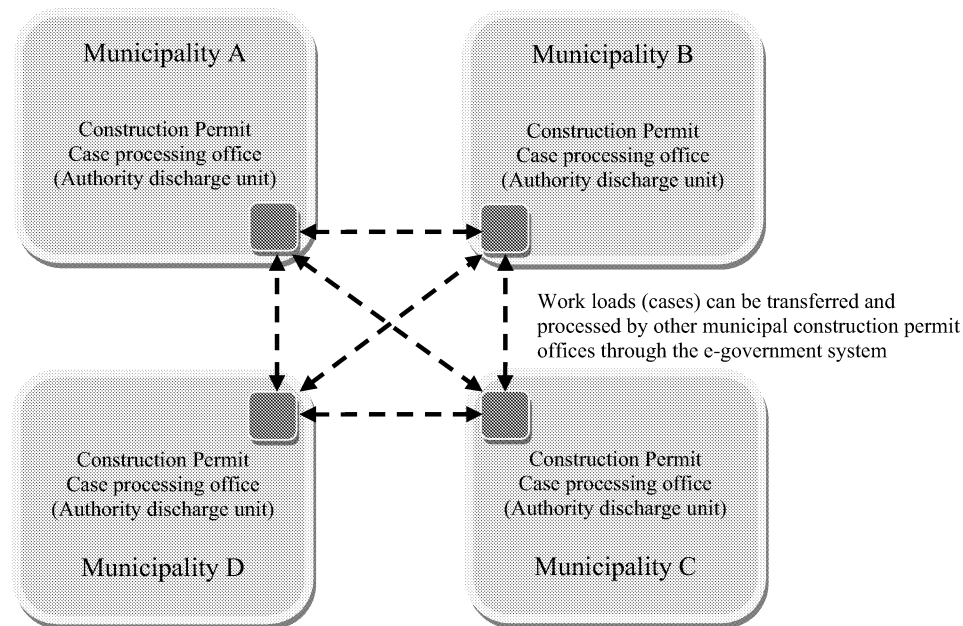 Municipality A
Construction Permit
Case processing office
(Authority discharge unit)
Municipality B
Construction Permit
Case processing office
(Authority discharge unit)
Work loads (cases) can be transferred and
processed by other municipal construction permit
offices through the e-government system
Construction Permit
Case processing office
(Authority discharge unit)
Municipality D
Construction Permit
Case processing office
(Authority discharge unit)
Municipality C